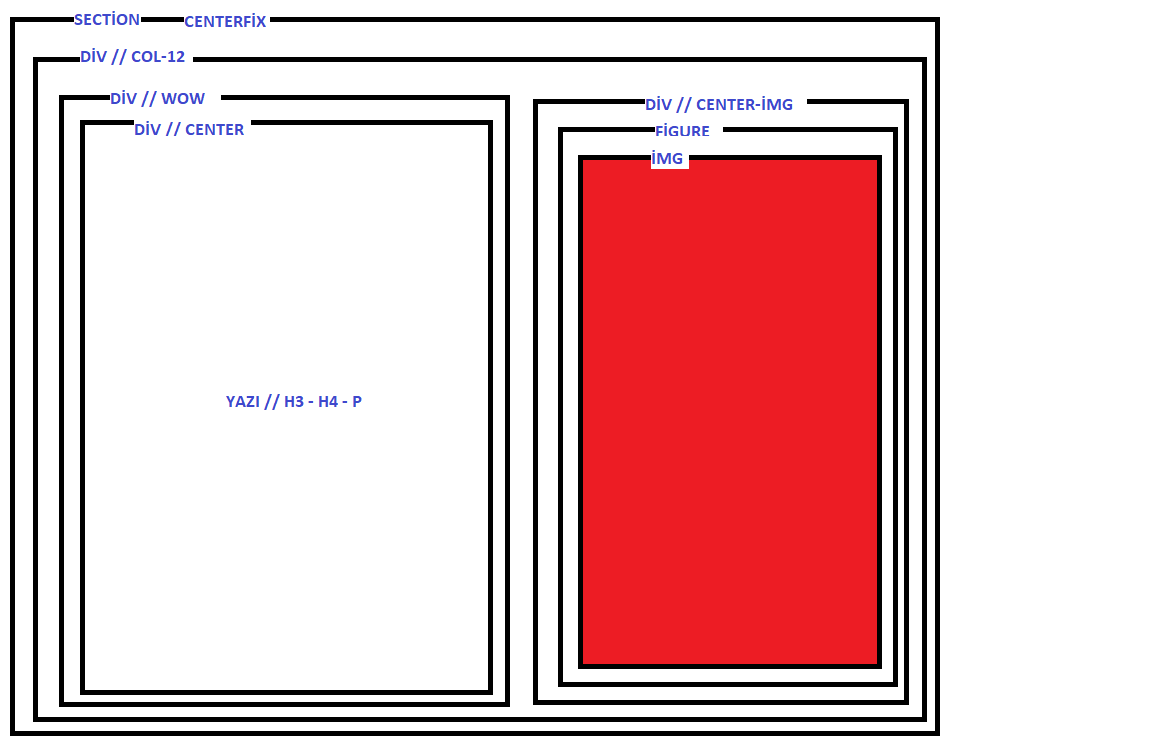 SECTİON
CENTERFİX
DİV // COL-12
DİV // WOW
DİV // CENTER
YAZI // H3 - H4 - P
DİV // CENTER-İMG
FİGURE
İMG